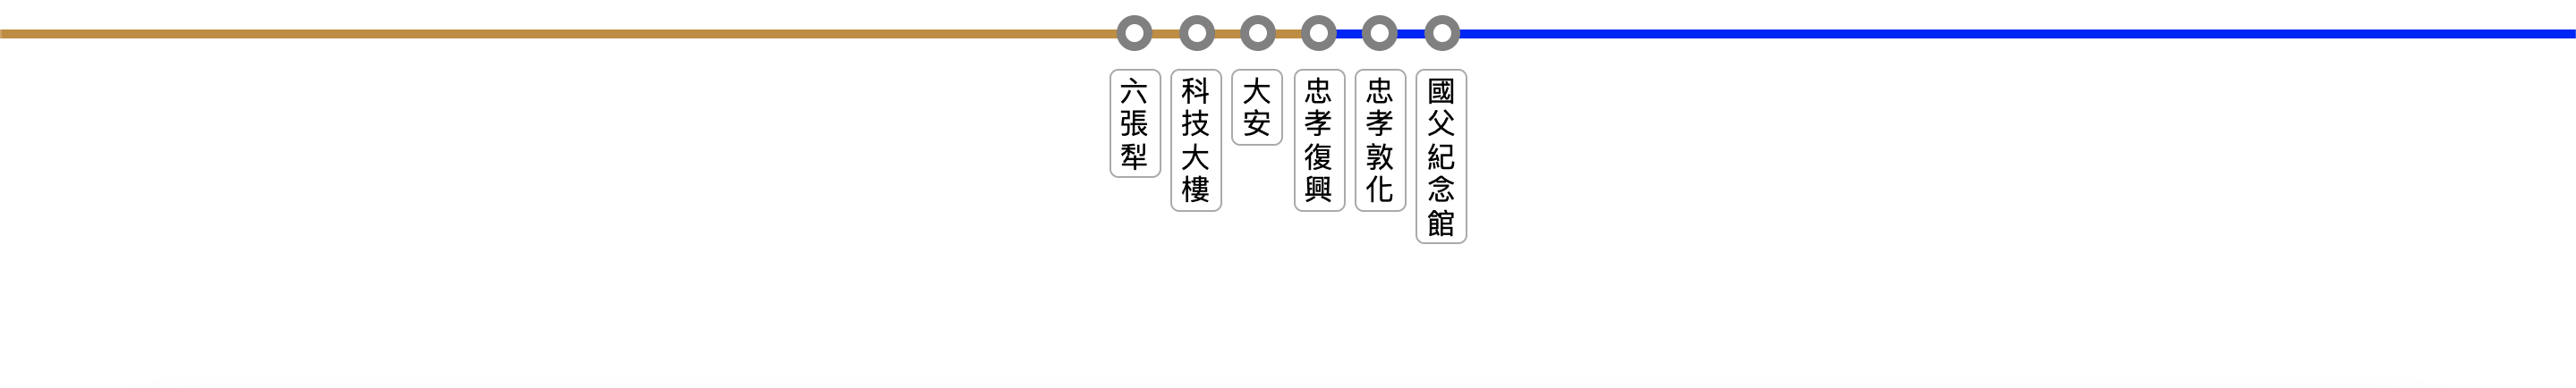 六張犁
科技大樓
大安
忠孝復興
忠孝敦化
國父紀念館